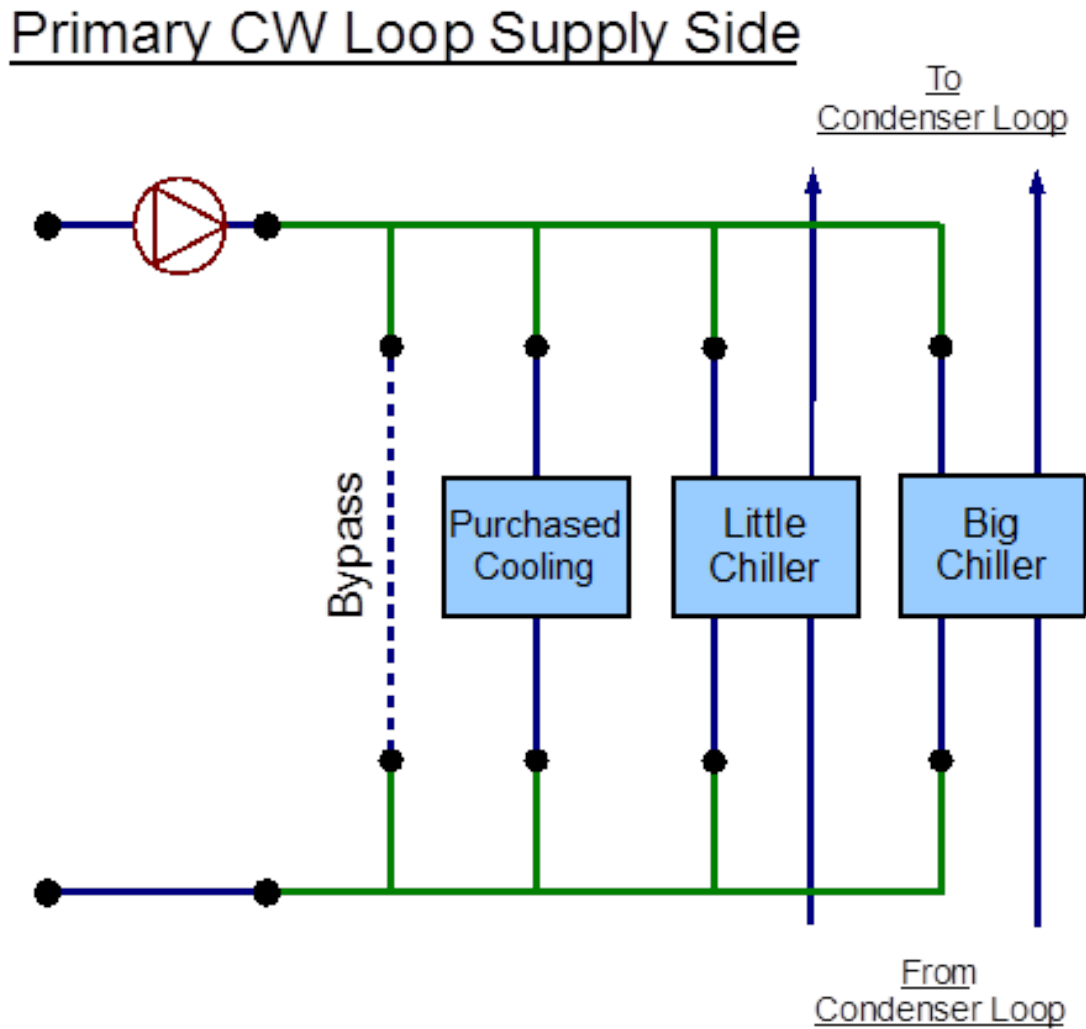 Primary CW Loop Supply Side
To
Condenser Loop
Bypass
Purchased
Cooling
Little
Chiller
Big
Chiller
From
Condenser Loop